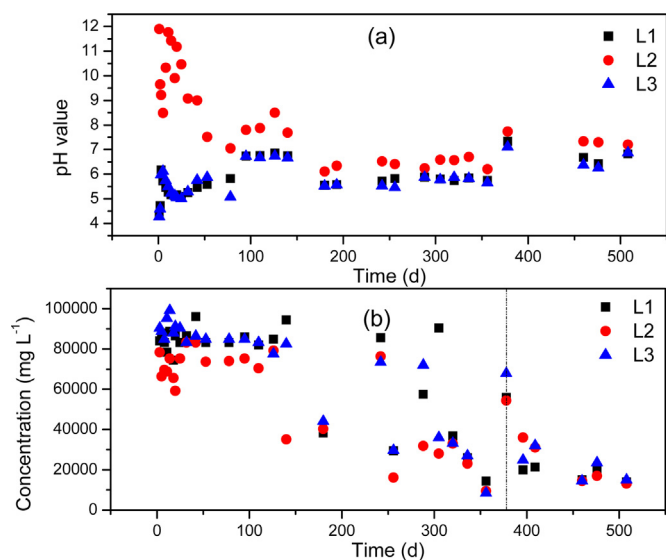 12
11
10
9
8
7
6
5
4
pH value
(a)
L1
L2
L3
0
100
200
300
400
500
Time (d)
100000
80000
60000
40000
20000
0
Concentration (mg L⁻¹)
(b)
L1
L2
L3
0
100
200
300
400
500
Time (d)